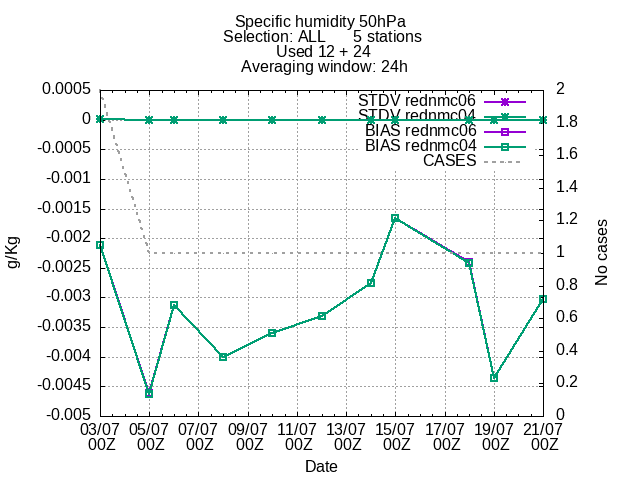 Specific humidity 50hPa
Selection: ALL 5 stations
Used 12 + 24
Averaging window: 24h
STDV rednmc06
STDV rednmc04
BIAS rednmc06
BIAS rednmc04
CASES
0.0005
0
-0.0005
-0.001
-0.0015
-0.002
-0.0025
-0.003
-0.0035
-0.004
-0.0045
-0.005
g/Kg
2
1.8
1.6
1.4
1.2
1
0.8
0.6
0.4
0.2
0
No cases
03/07 05/07 07/07 09/07 11/07 13/07 15/07 17/07 19/07 21/07
00Z 00Z 00Z 00Z 00Z 00Z 00Z 00Z 00Z 00Z
Date